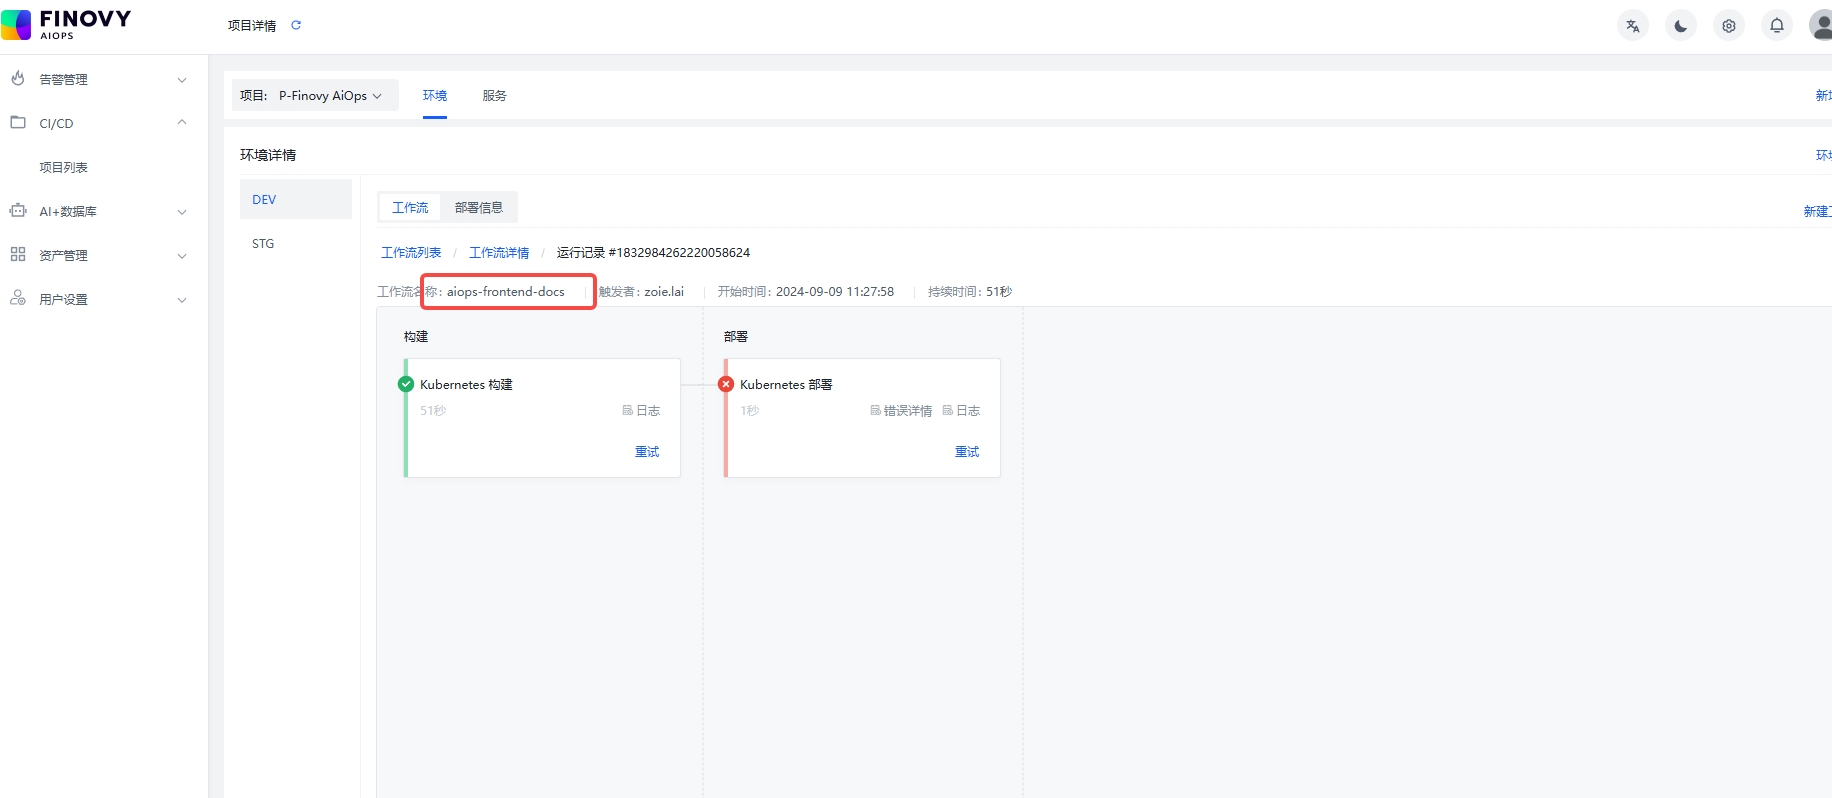 FINOVY
AIOPS
项目详情
告警管理
CI/CD
项目列表
AI+数据库
资产管理
用户设置
项目: P-Finovy AiOps
环境
服务
环境详情
DEV
STG
工作流
部署信息
工作流列表 / 工作流详情 / 运行记录 #1832984262220058624
工作流名称: aiops-frontend-docs 触发者: zoie.lai 开始时间: 2024-09-09 11:27:58 持续时间: 51秒
构建
Kubernetes 构建
51秒 日志
重试
部署
Kubernetes 部署
1秒 错误详情 日志
重试
新建